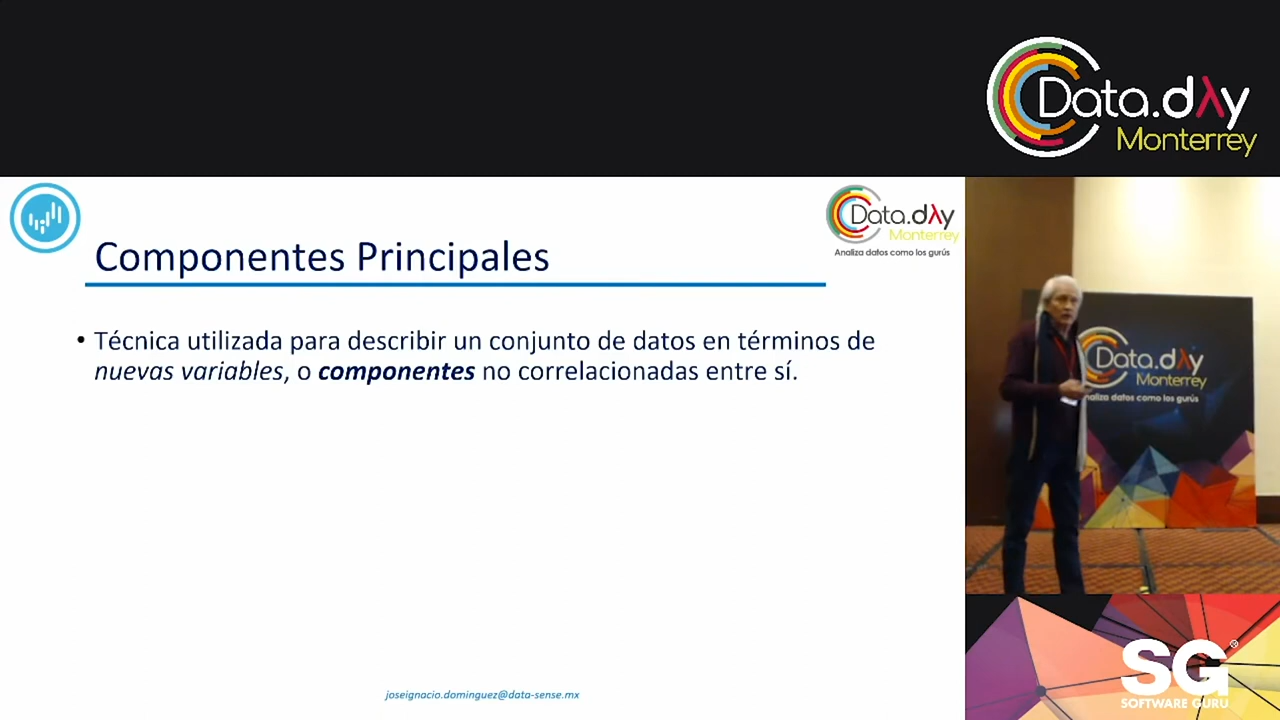 Data.dλy
Monterrey
Data.dλy
Monterrey
Analiza datos como los gurús
Componentes Principales
• Técnica utilizada para describir un conjunto de datos en términos de
nuevas variables, o componentes no correlacionadas entre sí.
Data.dλy
Monterrey
naliza datos como los gurús
SG
SOFTWARE GURU
joseignacio.dominguez@data-sense.mx